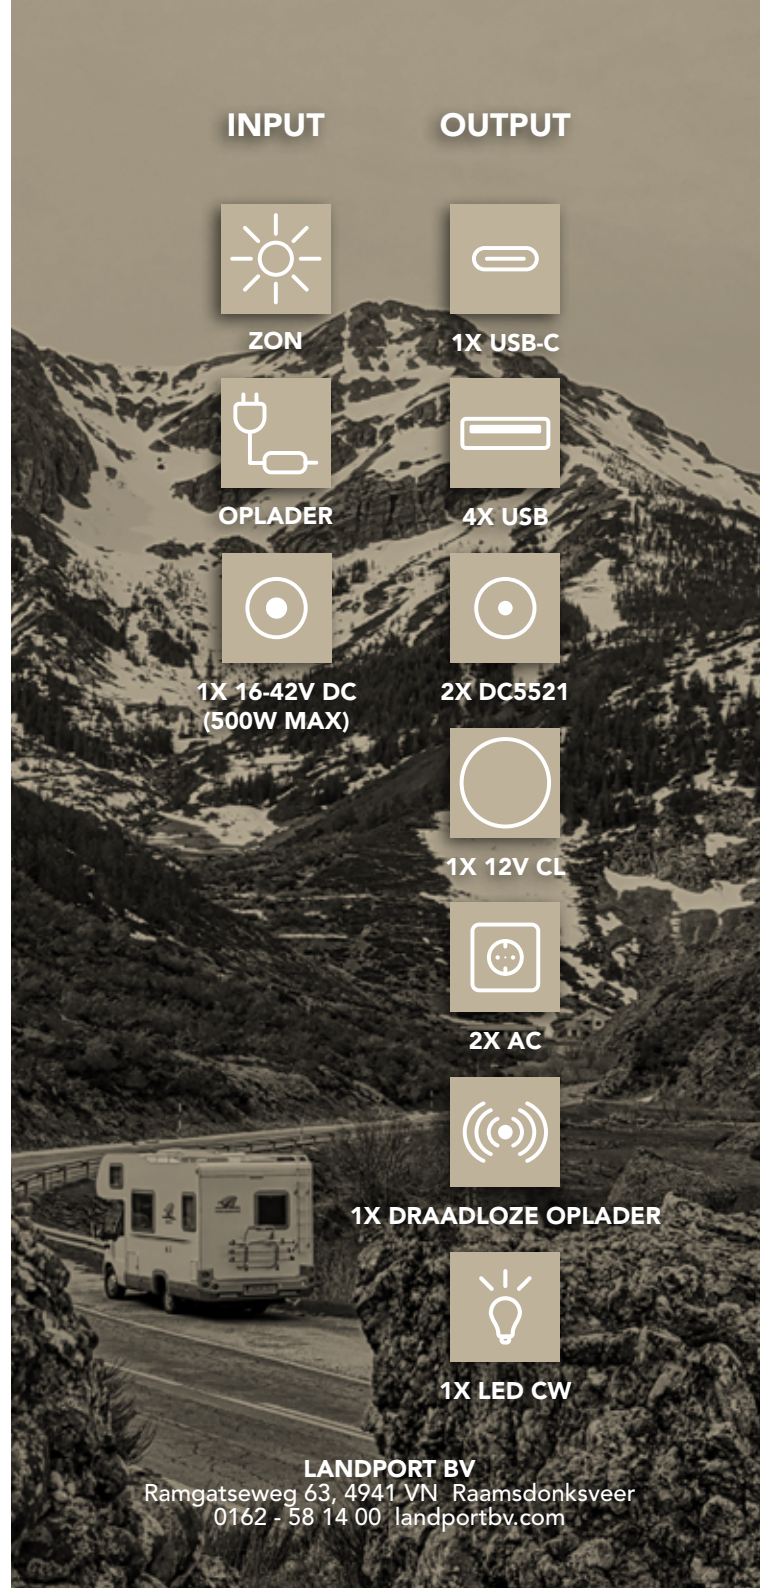 INPUT
OUTPUT
ZON
1X USB-C
OPLADER
4X USB
1X 16-42V DC
(500W MAX)
2X DC5521
1X 12V CL
2X AC
1X DRAADLOZE OPLADER
1X LED CW
LANDPORT BV
Ramgatseweg 63, 4941 VN Raamsdonksveer
0162 - 58 14 00 landportbv.com